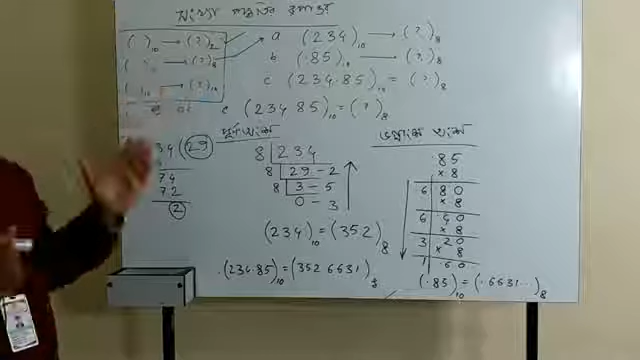 সংখ্যা পদ্ধতির রূপান্তর
( )₁₀ → (?)₂
→ (?)₈
( )₁₀ → (?)₁₆
a (234)₁₀ → (?)₈
b (.85)₁₀ → (?)₈
c (234.85)₁₀ = (?)₈
c (234 85)₁₀ = (?)₈
34 (29
74
72
2
পূর্ণাংশ
8 | 234
8 | 29 - 2
8 | 3 - 5
0 - 3
(234)₁₀ = (352)₈
∴ (234.85)₁₀ = (352 6631)₈
ভগ্নাংশ অংশ
.85
× 8
6 | 80
× 8
6 | .40
× 8
3 | 20
× 8
1 | .60
(.85)₁₀ = (.6631..)₈